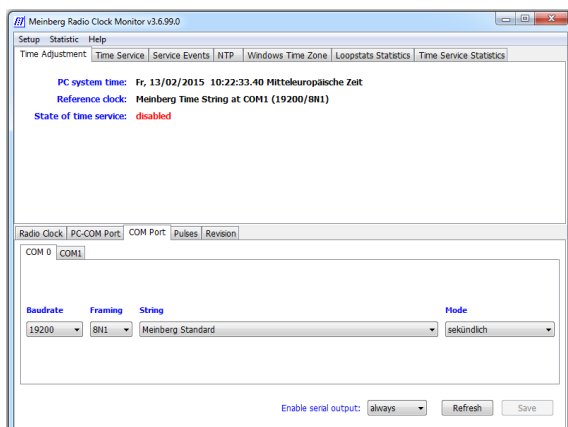 Meinberg Radio Clock Monitor v3.6.99.0
Setup Statistic Help
Time Adjustment Time Service Service Events NTP Windows Time Zone Loopstats Statistics Time Service Statistics
PC system time: Fr, 13/02/2015 10:22:33.40 Mitteleuropäische Zeit
Reference clock: Meinberg Time String at COM1 (19200/8N1)
State of time service: disabled
Radio Clock PC-COM Port COM Port Pulses Revision
COM 0 COM1
Baudrate Framing String Mode
19200 8N1 Meinberg Standard sekündlich
Enable serial output: always Refresh Save